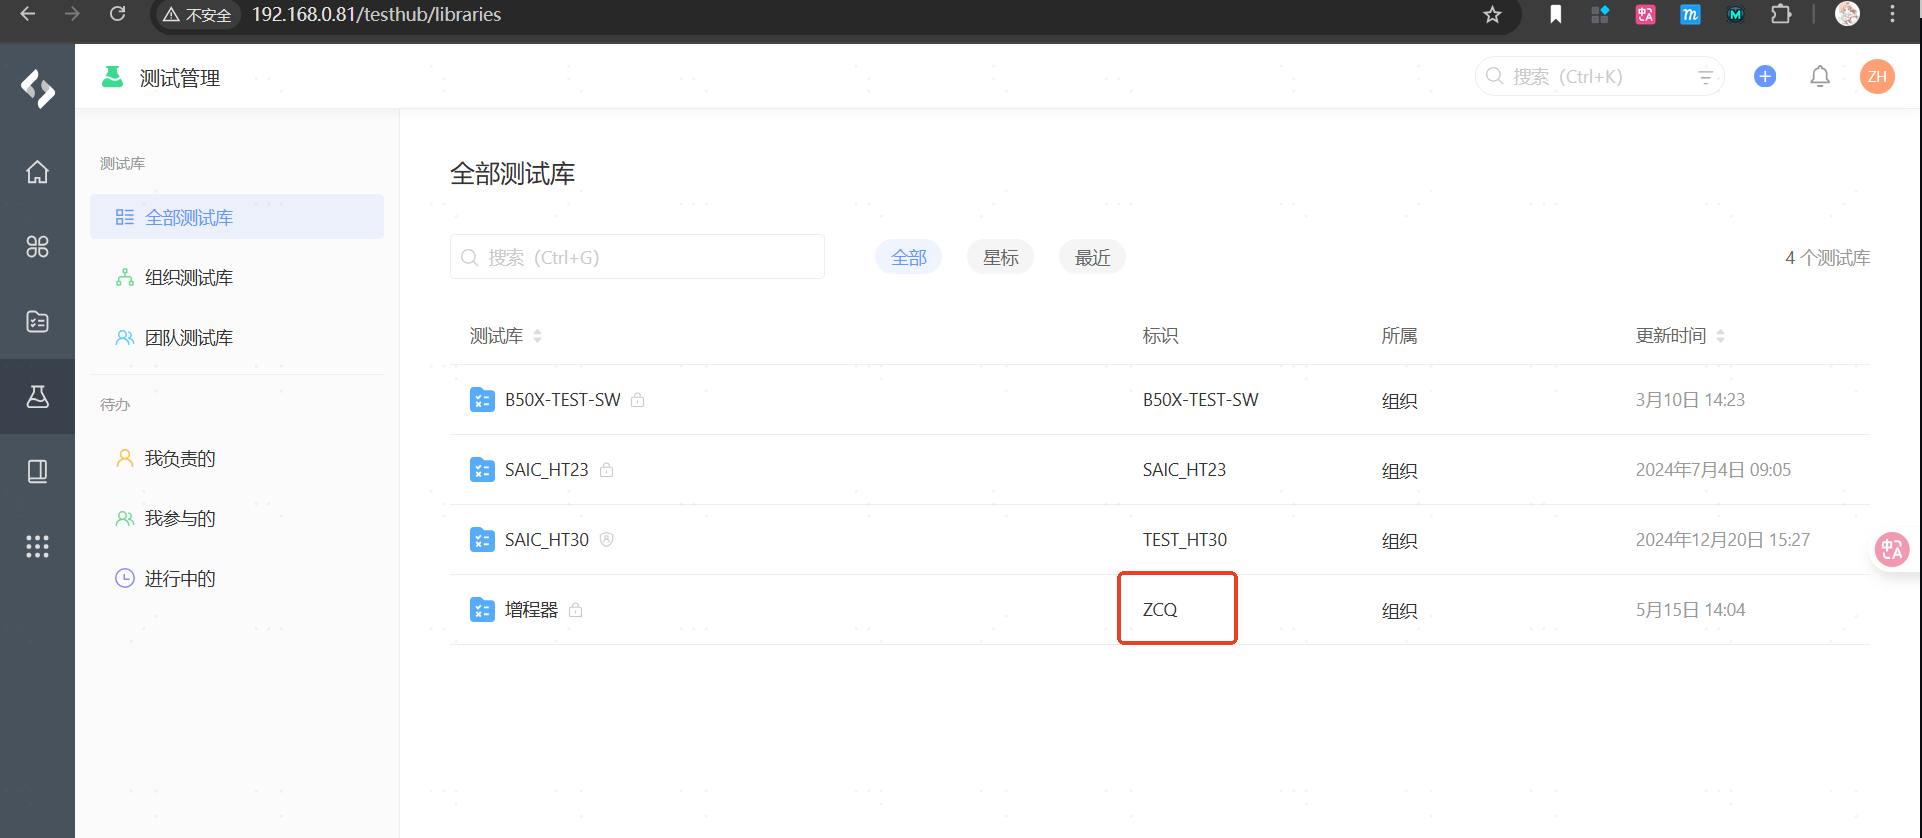 不安全 192.168.0.81/testhub/libraries
测试管理
搜索 (Ctrl+K)
ZH
测试库
全部测试库
组织测试库
团队测试库
待办
我负责的
我参与的
进行中的
全部测试库
搜索 (Ctrl+G)
全部 星标 最近
4 个测试库
测试库 标识 所属 更新时间
B50X-TEST-SW B50X-TEST-SW 组织 3月10日 14:23
SAIC_HT23 SAIC_HT23 组织 2024年7月4日 09:05
SAIC_HT30 TEST_HT30 组织 2024年12月20日 15:27
增程器 ZCQ 组织 5月15日 14:04